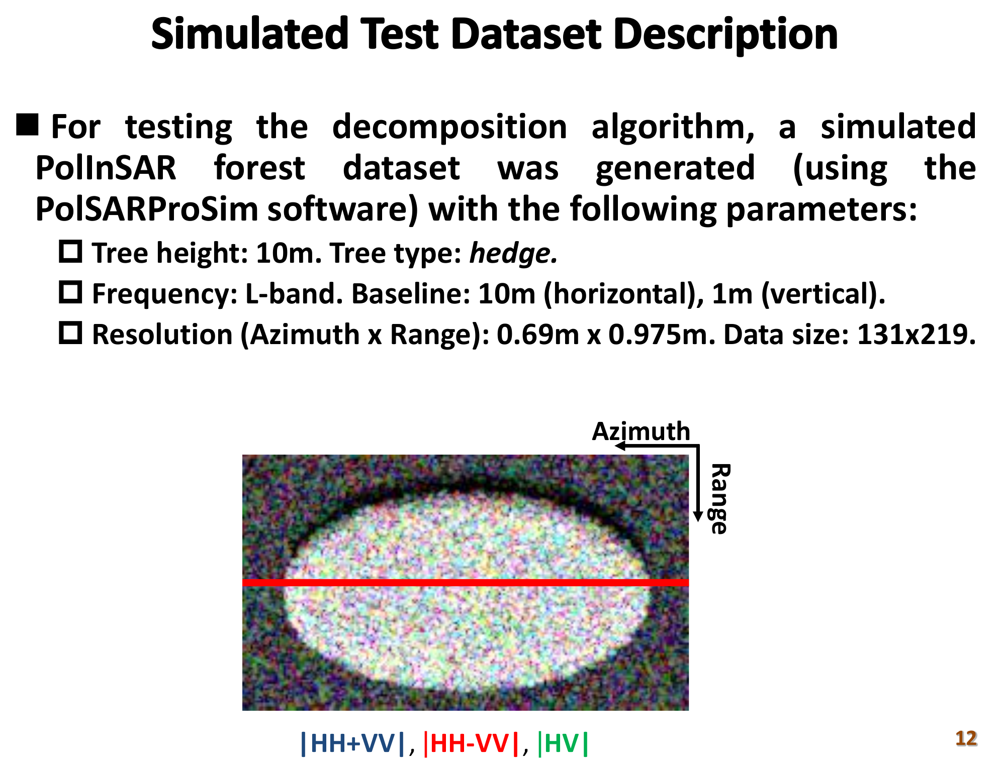 Simulated Test Dataset Description
For testing the decomposition algorithm, a simulated
PolInSAR forest dataset was generated (using the
PolSARProSim software) with the following parameters:
Tree height: 10m. Tree type: hedge.
Frequency: L-band. Baseline: 10m (horizontal), 1m (vertical).
Resolution (Azimuth x Range): 0.69m x 0.975m. Data size: 131x219.
Azimuth
Range
|HH+VV|, |HH-VV|, |HV|
12